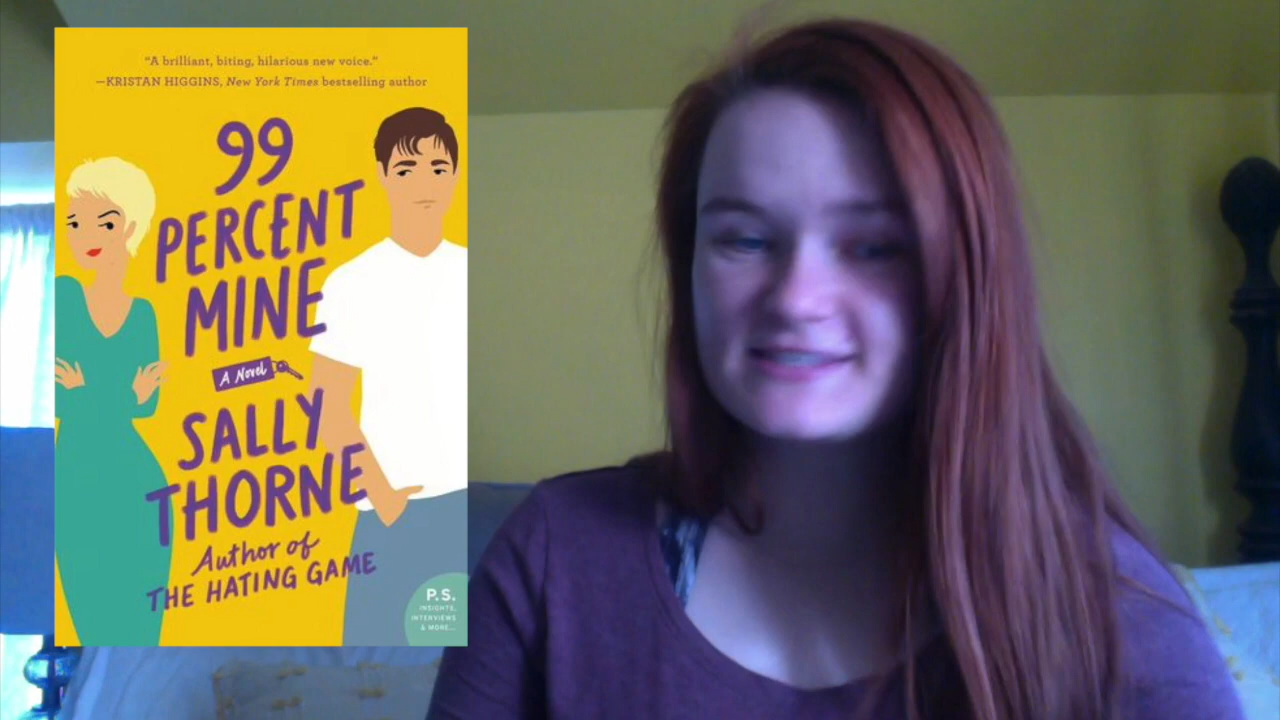 “A brilliant, biting, hilarious new voice.”
—KRISTAN HIGGINS, New York Times bestselling author
99
PERCENT
MINE
A Novel
SALLY
THORNE
Author of
THE HATING GAME
P.S.
INSIGHTS,
INTERVIEWS
& MORE...